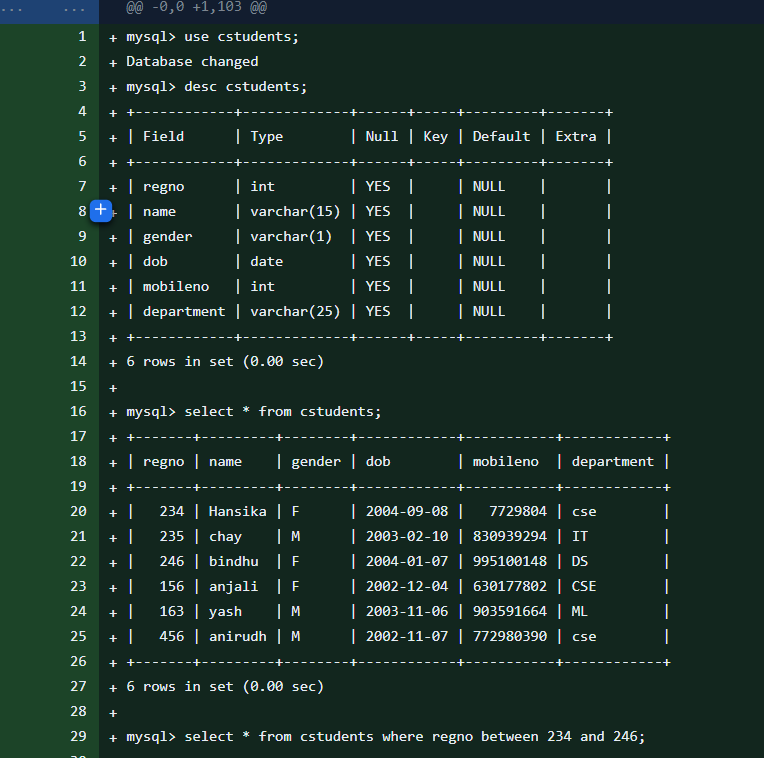 ... ... @@ -0,0 +1,103 @@
1 + mysql> use cstudents;
2 + Database changed
3 + mysql> desc cstudents;
4 + +------------+-------------+------+-----+---------+-------+
5 + | Field      | Type        | Null | Key | Default | Extra |
6 + +------------+-------------+------+-----+---------+-------+
7 + | regno      | int         | YES  |     | NULL    |       |
8 + | name       | varchar(15) | YES  |     | NULL    |       |
9 + | gender     | varchar(1)  | YES  |     | NULL    |       |
10 + | dob        | date        | YES  |     | NULL    |       |
11 + | mobileno   | int         | YES  |     | NULL    |       |
12 + | department | varchar(25) | YES  |     | NULL    |       |
13 + +------------+-------------+------+-----+---------+-------+
14 + 6 rows in set (0.00 sec)
15 +
16 + mysql> select * from cstudents;
17 + +-------+---------+--------+------------+-----------+------------+
18 + | regno | name    | gender | dob        | mobileno  | department |
19 + +-------+---------+--------+------------+-----------+------------+
20 + |   234 | Hansika | F      | 2004-09-08 |   7729804 | cse        |
21 + |   235 | chay    | M      | 2003-02-10 | 830939294 | IT         |
22 + |   246 | bindhu  | F      | 2004-01-07 | 995100148 | DS         |
23 + |   156 | anjali  | F      | 2002-12-04 | 630177802 | CSE        |
24 + |   163 | yash    | M      | 2003-11-06 | 903591664 | ML         |
25 + |   456 | anirudh | M      | 2002-11-07 | 772980390 | cse        |
26 + +-------+---------+--------+------------+-----------+------------+
27 + 6 rows in set (0.00 sec)
28 +
29 + mysql> select * from cstudents where regno between 234 and 246;